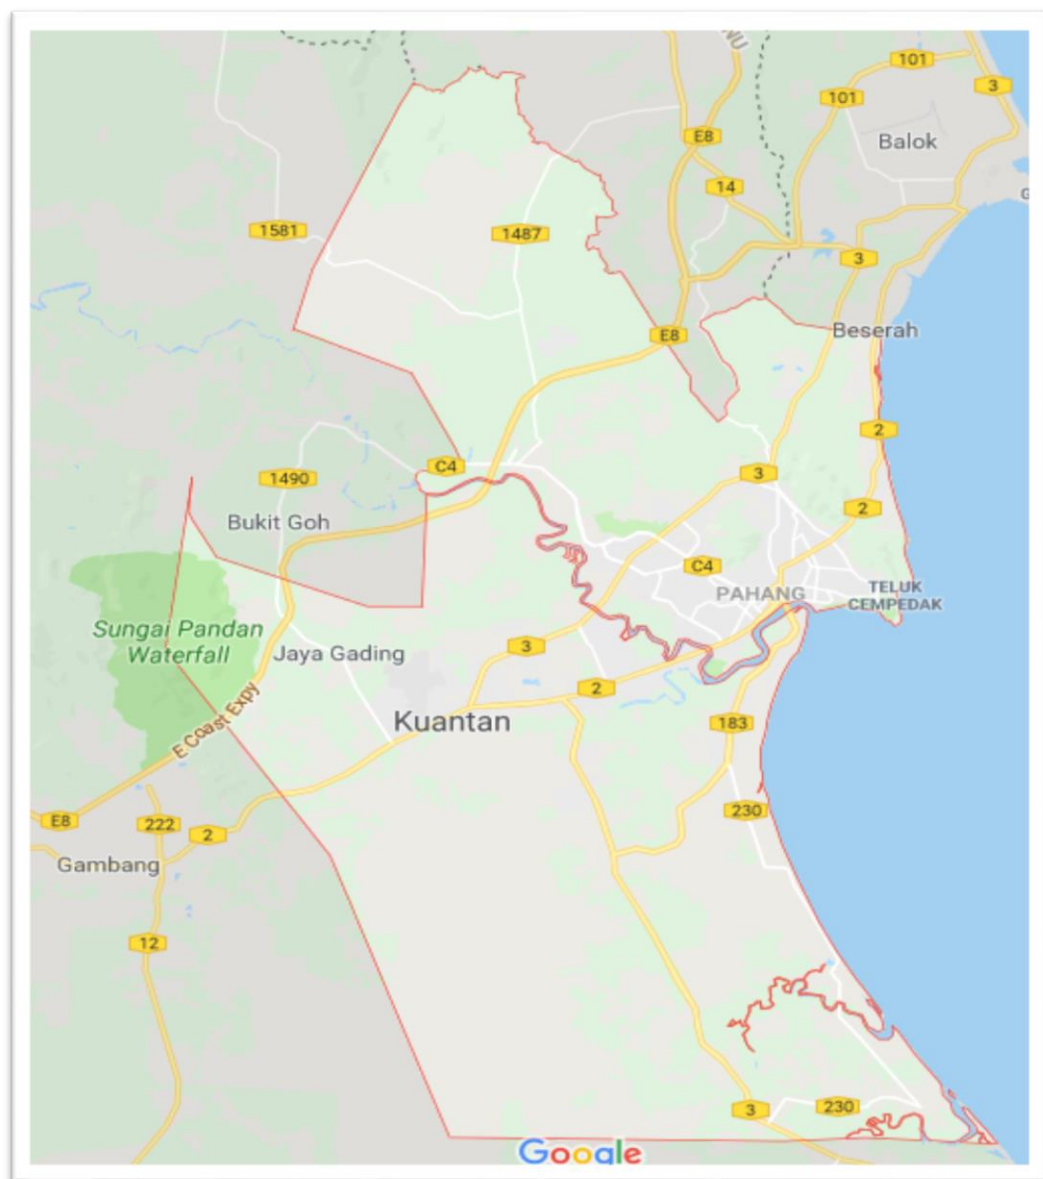 NU
101
3
101
E8
Balok
14
1581
1487
3
G
E8
Beserah
2
C4
3
1490
2
Bukit Goh
C4
PAHANG
TELUK
CEMPEDAK
Sungai Pandan
Waterfall
3
Jaya Gading
2
E Coast Expy
Kuantan
183
230
E8
222
2
Gambang
12
3
230
Google